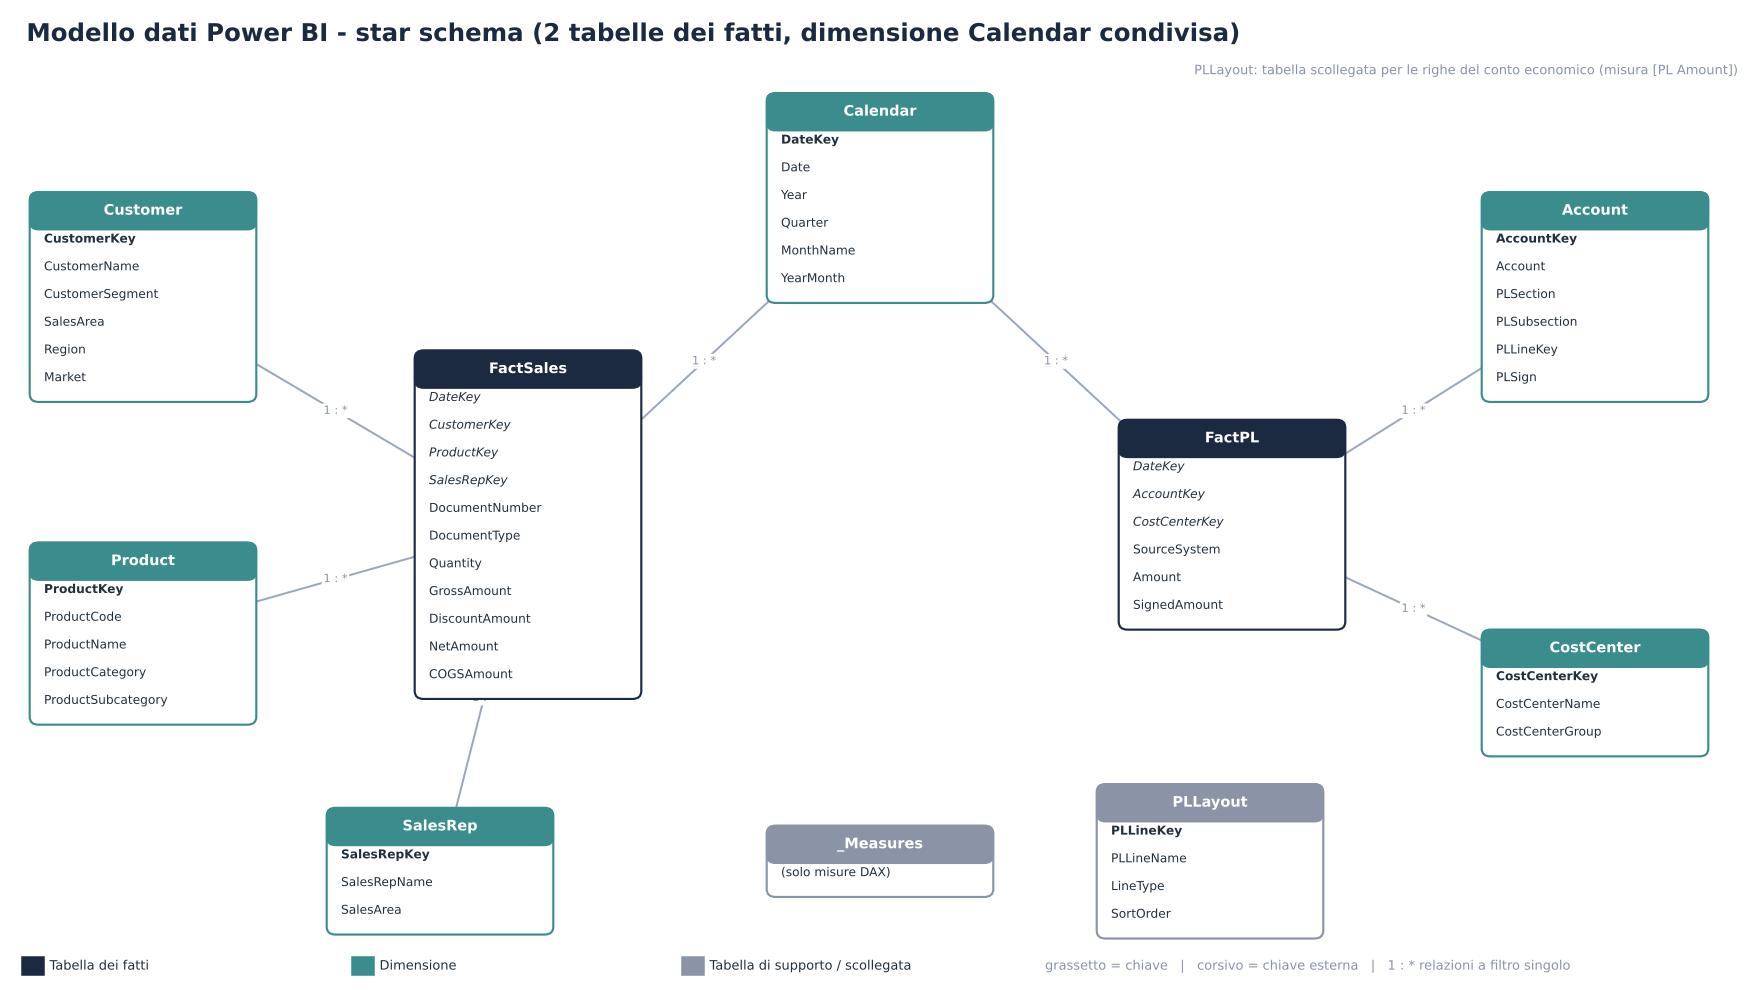 Modello dati Power BI - star schema (2 tabelle dei fatti, dimensione Calendar condivisa)
PLLayout: tabella scollegata per le righe del conto economico (misura [PL Amount])
Calendar
DateKey
Date
Year
Quarter
MonthName
YearMonth
Customer
CustomerKey
CustomerName
CustomerSegment
SalesArea
Region
Market
Account
AccountKey
Account
PLSection
PLSubsection
PLLineKey
PLSign
1 : *
1 : *
1 : *
1 : *
FactSales
DateKey
CustomerKey
ProductKey
SalesRepKey
DocumentNumber
DocumentType
Quantity
GrossAmount
DiscountAmount
NetAmount
COGSAmount
FactPL
DateKey
AccountKey
CostCenterKey
SourceSystem
Amount
SignedAmount
Product
ProductKey
ProductCode
ProductName
ProductCategory
ProductSubcategory
1 : *
1 : *
CostCenter
CostCenterKey
CostCenterName
CostCenterGroup
SalesRep
SalesRepKey
SalesRepName
SalesArea
_Measures
(solo misure DAX)
PLLayout
PLLineKey
PLLineName
LineType
SortOrder
Tabella dei fatti
Dimensione
Tabella di supporto / scollegata
grassetto = chiave | corsivo = chiave esterna | 1 : * relazioni a filtro singolo